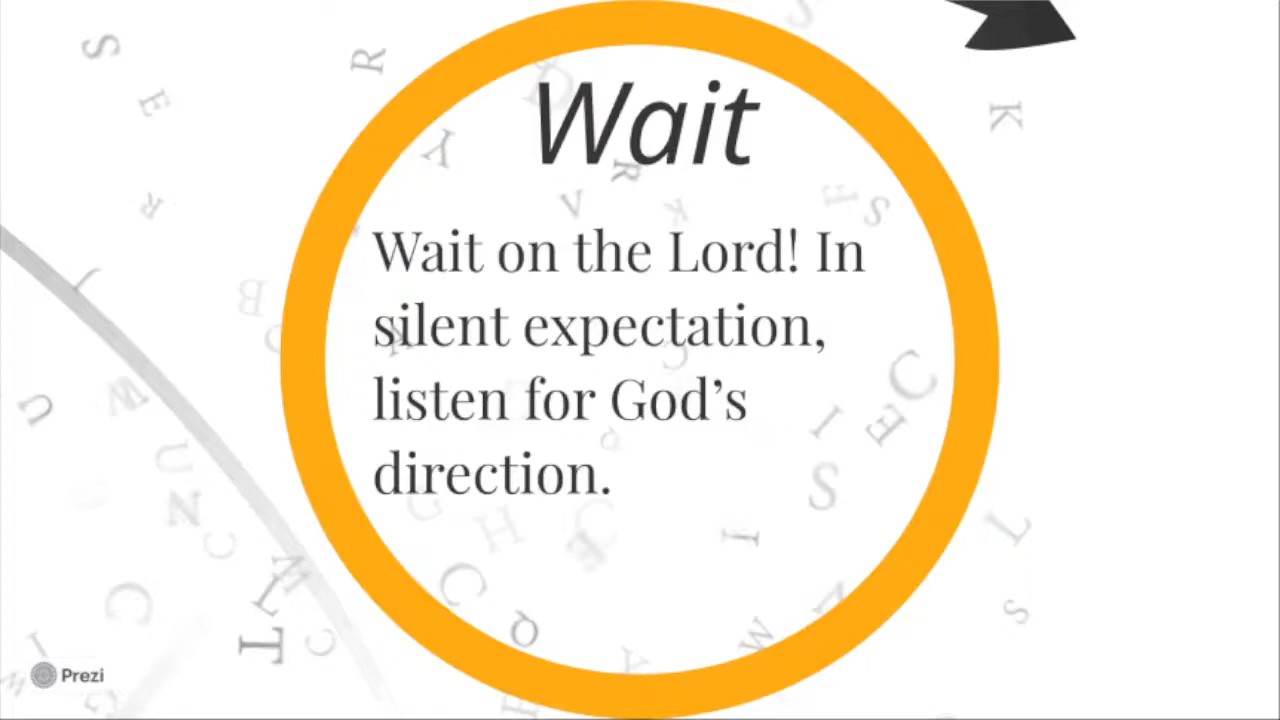 Wait
Wait on the Lord! In
silent expectation,
listen for God’s
direction.
Prezi